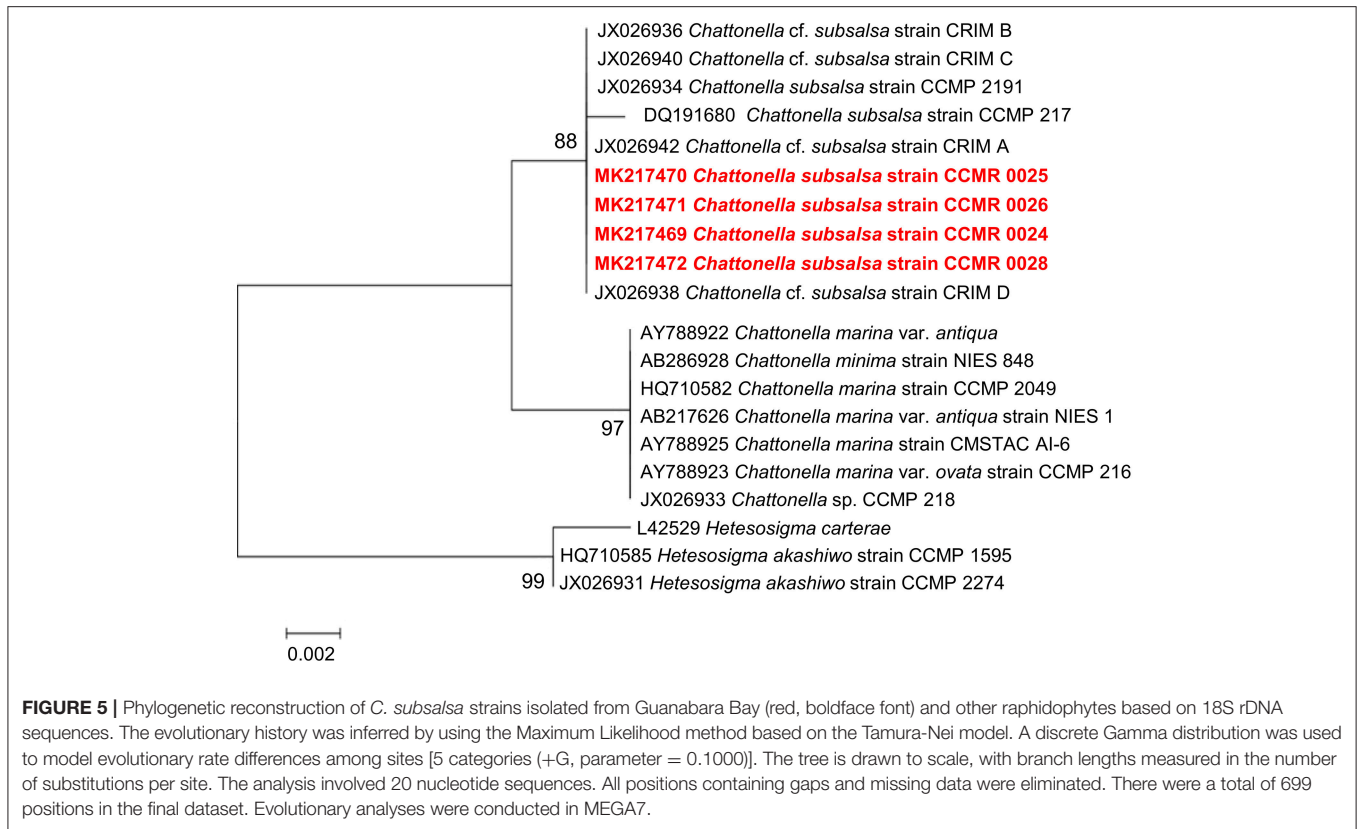 JX026936 Chattonella cf. subsalsa strain CRIM B
JX026940 Chattonella cf. subsalsa strain CRIM C
JX026934 Chattonella subsalsa strain CCMP 2191
DQ191680 Chattonella subsalsa strain CCMP 217
88
JX026942 Chattonella cf. subsalsa strain CRIM A
MK217470 Chattonella subsalsa strain CCMR 0025
MK217471 Chattonella subsalsa strain CCMR 0026
MK217469 Chattonella subsalsa strain CCMR 0024
MK217472 Chattonella subsalsa strain CCMR 0028
JX026938 Chattonella cf. subsalsa strain CRIM D
AY788922 Chattonella marina var. antiqua
AB286928 Chattonella minima strain NIES 848
HQ710582 Chattonella marina strain CCMP 2049
AB217626 Chattonella marina var. antiqua strain NIES 1
97
AY788925 Chattonella marina strain CMSTAC AI-6
AY788923 Chattonella marina var. ovata strain CCMP 216
JX026933 Chattonella sp. CCMP 218
L42529 Hetesosigma carterae
HQ710585 Hetesosigma akashiwo strain CCMP 1595
99
JX026931 Hetesosigma akashiwo strain CCMP 2274
0.002
FIGURE 5 | Phylogenetic reconstruction of C. subsalsa strains isolated from Guanabara Bay (red, boldface font) and other raphidophytes based on 18S rDNA
sequences. The evolutionary history was inferred by using the Maximum Likelihood method based on the Tamura-Nei model. A discrete Gamma distribution was used
to model evolutionary rate differences among sites [5 categories (+G, parameter = 0.1000)]. The tree is drawn to scale, with branch lengths measured in the number
of substitutions per site. The analysis involved 20 nucleotide sequences. All positions containing gaps and missing data were eliminated. There were a total of 699
positions in the final dataset. Evolutionary analyses were conducted in MEGA7.